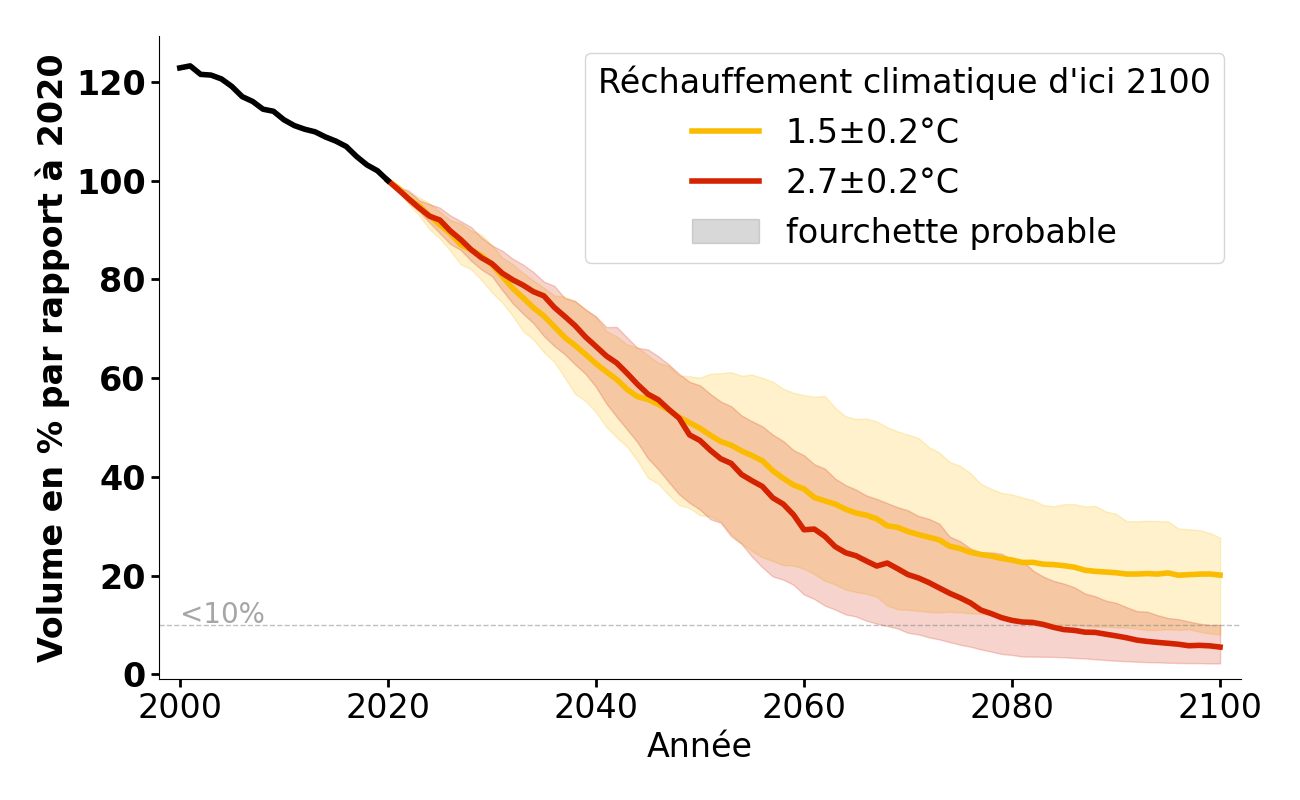 Volume en % par rapport à 2020
120
100
80
60
40
20
0
Réchauffement climatique d'ici 2100
1.5±0.2°C
2.7±0.2°C
fourchette probable
<10%
2000 2020 2040 2060 2080 2100
Année